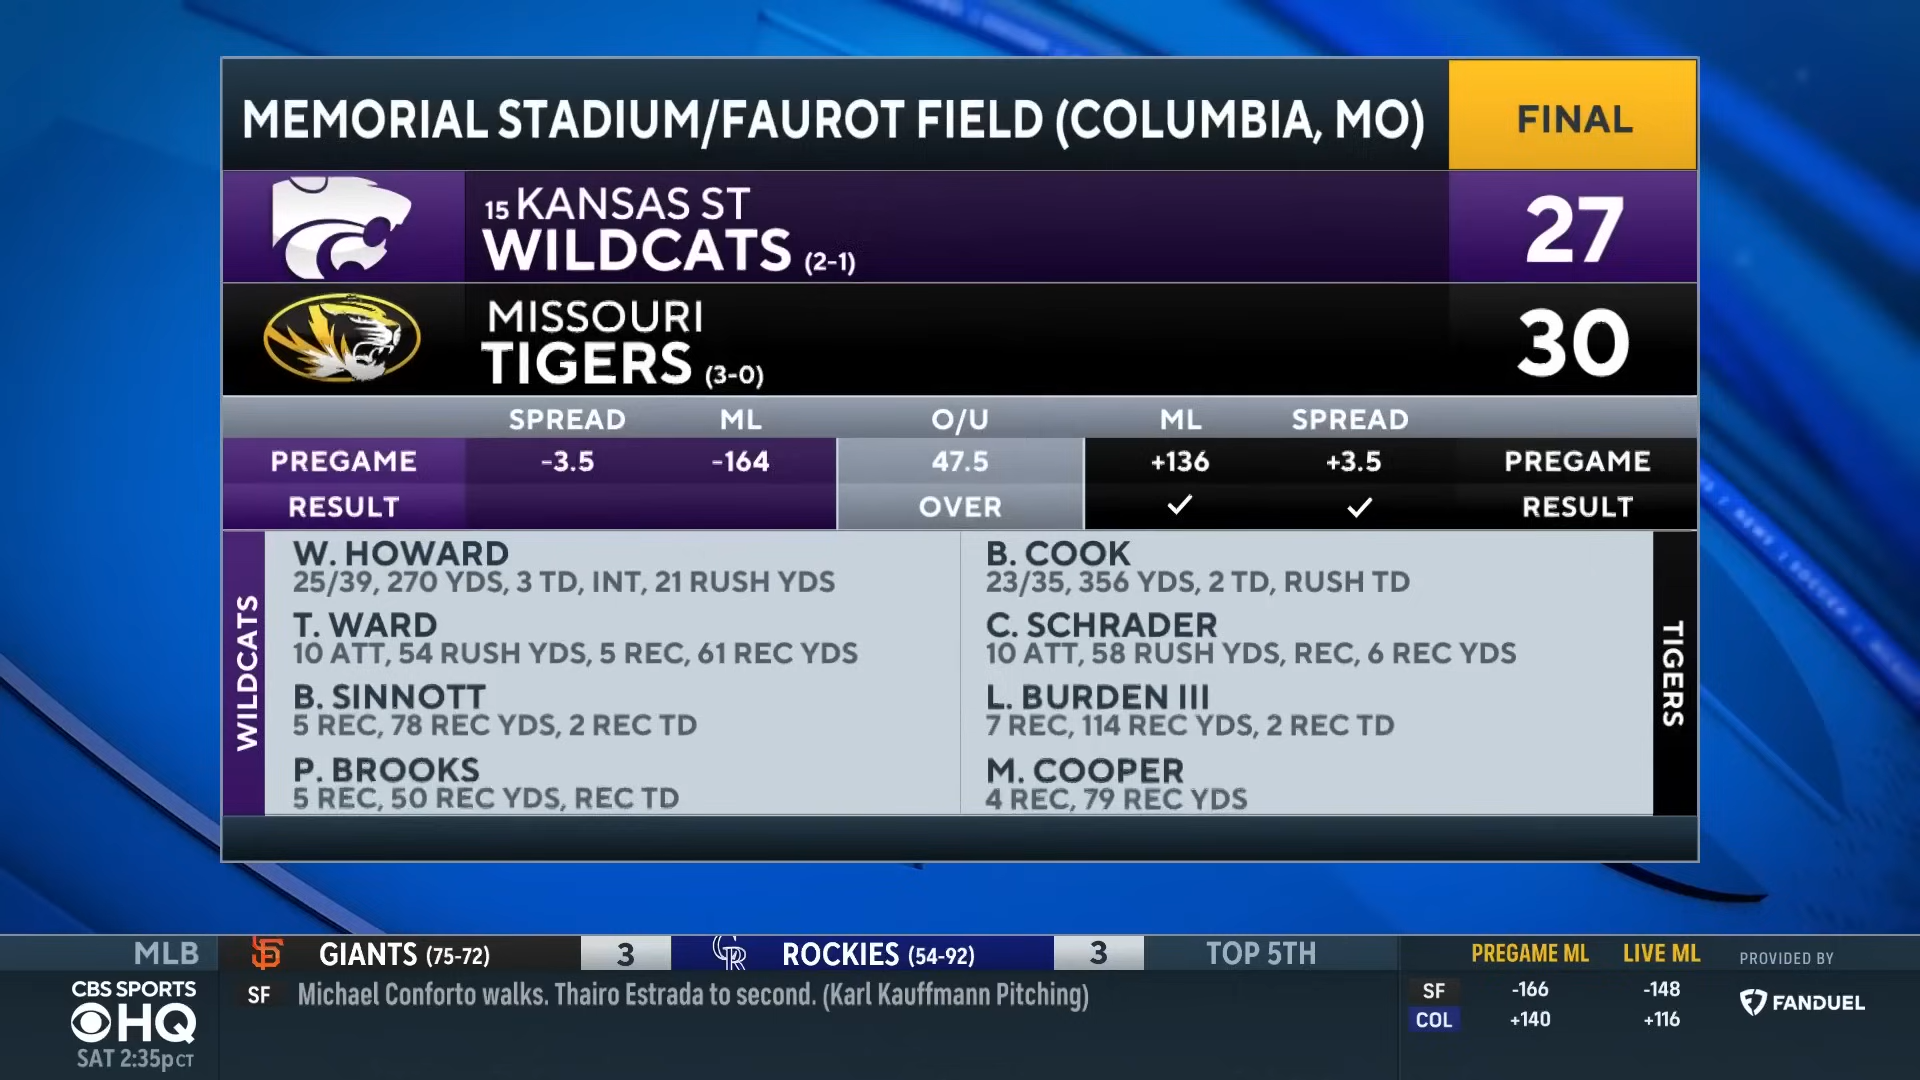 MEMORIAL STADIUM/FAUROT FIELD (COLUMBIA, MO) FINAL
15 KANSAS ST
WILDCATS (2-1) 27
MISSOURI
TIGERS (3-0) 30
SPREAD ML O/U ML SPREAD
PREGAME -3.5 -164 47.5 +136 +3.5 PREGAME
RESULT OVER ✓ ✓ RESULT
WILDCATS
W. HOWARD
25/39, 270 YDS, 3 TD, INT, 21 RUSH YDS
T. WARD
10 ATT, 54 RUSH YDS, 5 REC, 61 REC YDS
B. SINNOTT
5 REC, 78 REC YDS, 2 REC TD
P. BROOKS
5 REC, 50 REC YDS, REC TD
B. COOK
23/35, 356 YDS, 2 TD, RUSH TD
C. SCHRADER
10 ATT, 58 RUSH YDS, REC, 6 REC YDS
L. BURDEN III
7 REC, 114 REC YDS, 2 REC TD
M. COOPER
4 REC, 79 REC YDS
TIGERS
MLB SF GIANTS (75-72) 3 CR ROCKIES (54-92) 3 TOP 5TH
SF Michael Conforto walks. Thairo Estrada to second. (Karl Kauffmann Pitching)
CBS SPORTS
HQ
SAT 2:35p CT
PREGAME ML LIVE ML
SF -166 -148
COL +140 +116
PROVIDED BY
FANDUEL